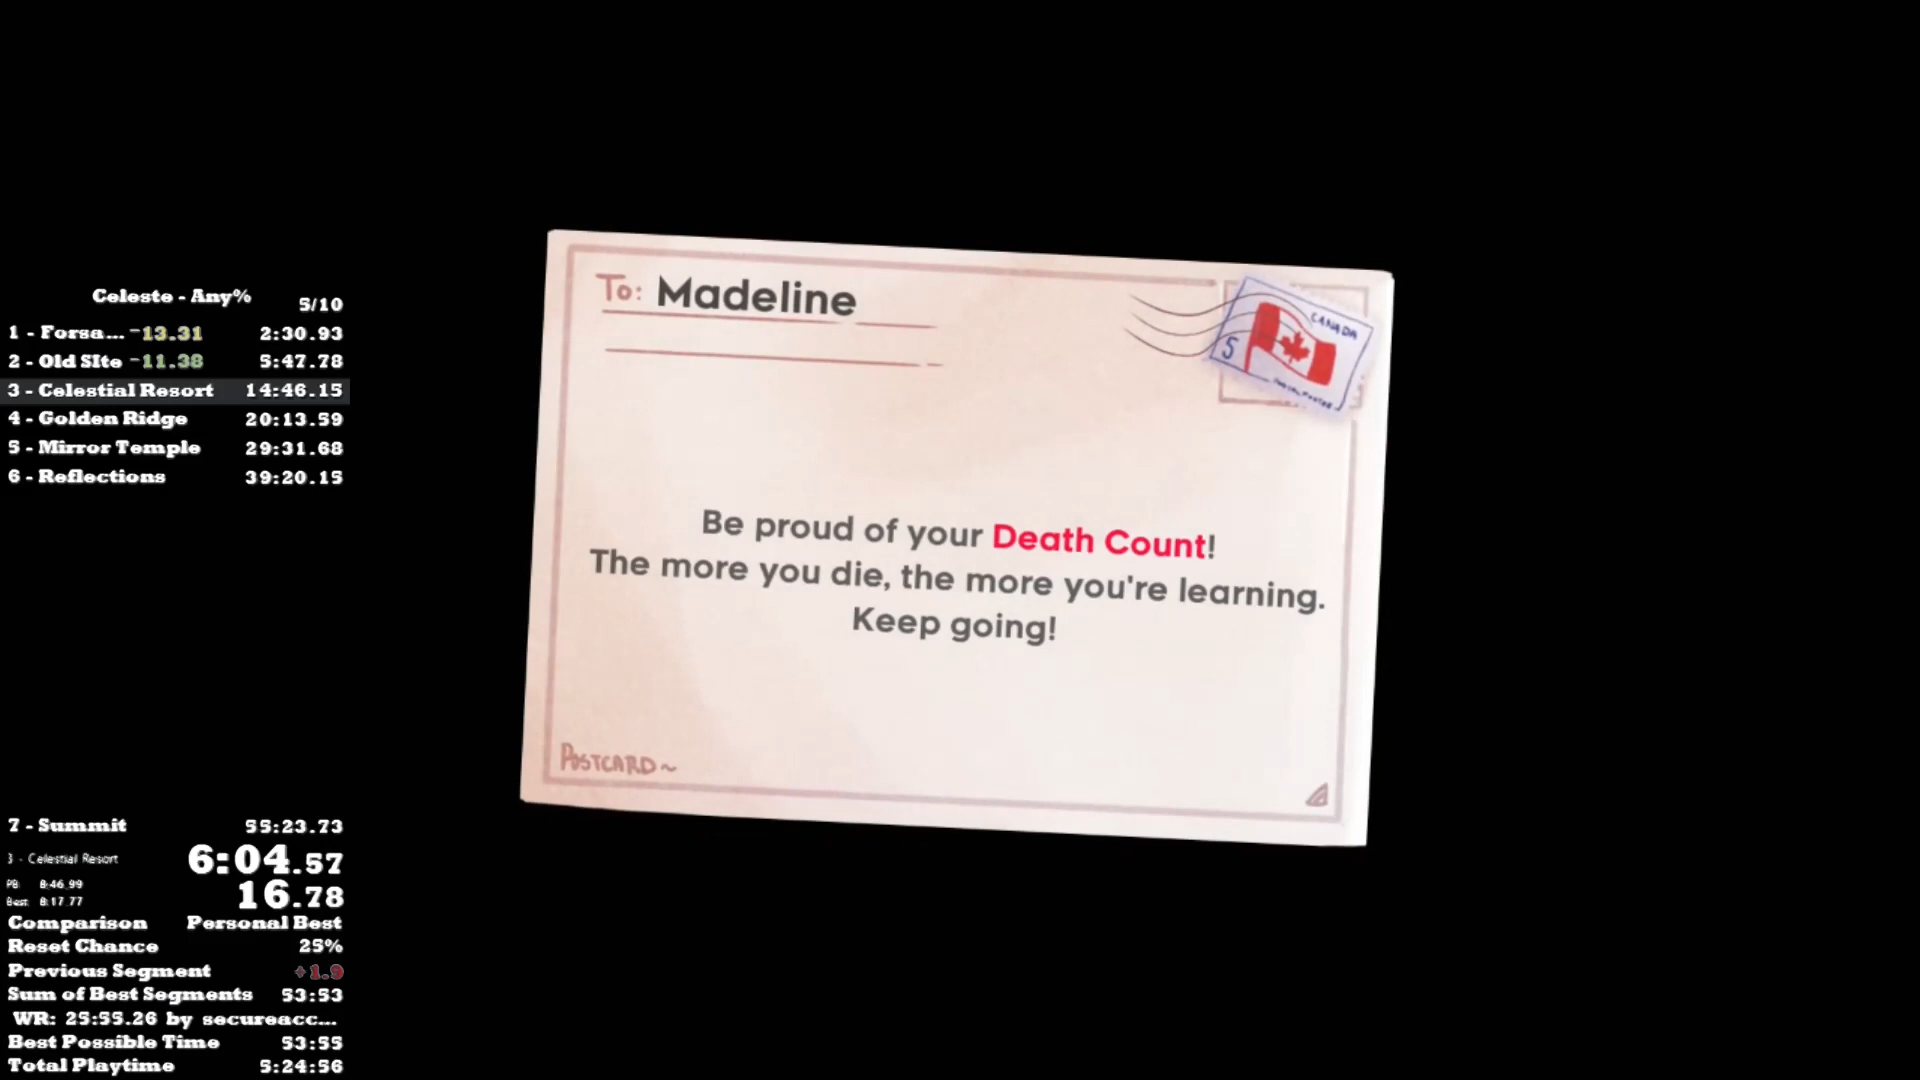 Celeste - Any%
5/10
1 - Forsa... -13.31 2:30.93
2 - Old SIte -11.38 5:47.78
3 - Celestial Resort 14:46.15
4 - Golden Ridge 20:13.59
5 - Mirror Temple 29:31.68
6 - Reflections 39:20.15
7 - Summit 55:23.73
3 - Celestial Resort 6:04.57
PB: 8:46.99
Best: 8:17.77
16.78
Comparison Personal Best
Reset Chance 25%
Previous Segment +1.9
Sum of Best Segments 53:53
WR: 25:55.26 by secureacc...
Best Possible Time 53:55
Total Playtime 5:24:56
To: Madeline
CANADA
5
Be proud of your Death Count!
The more you die, the more you're learning.
Keep going!
POSTCARD~